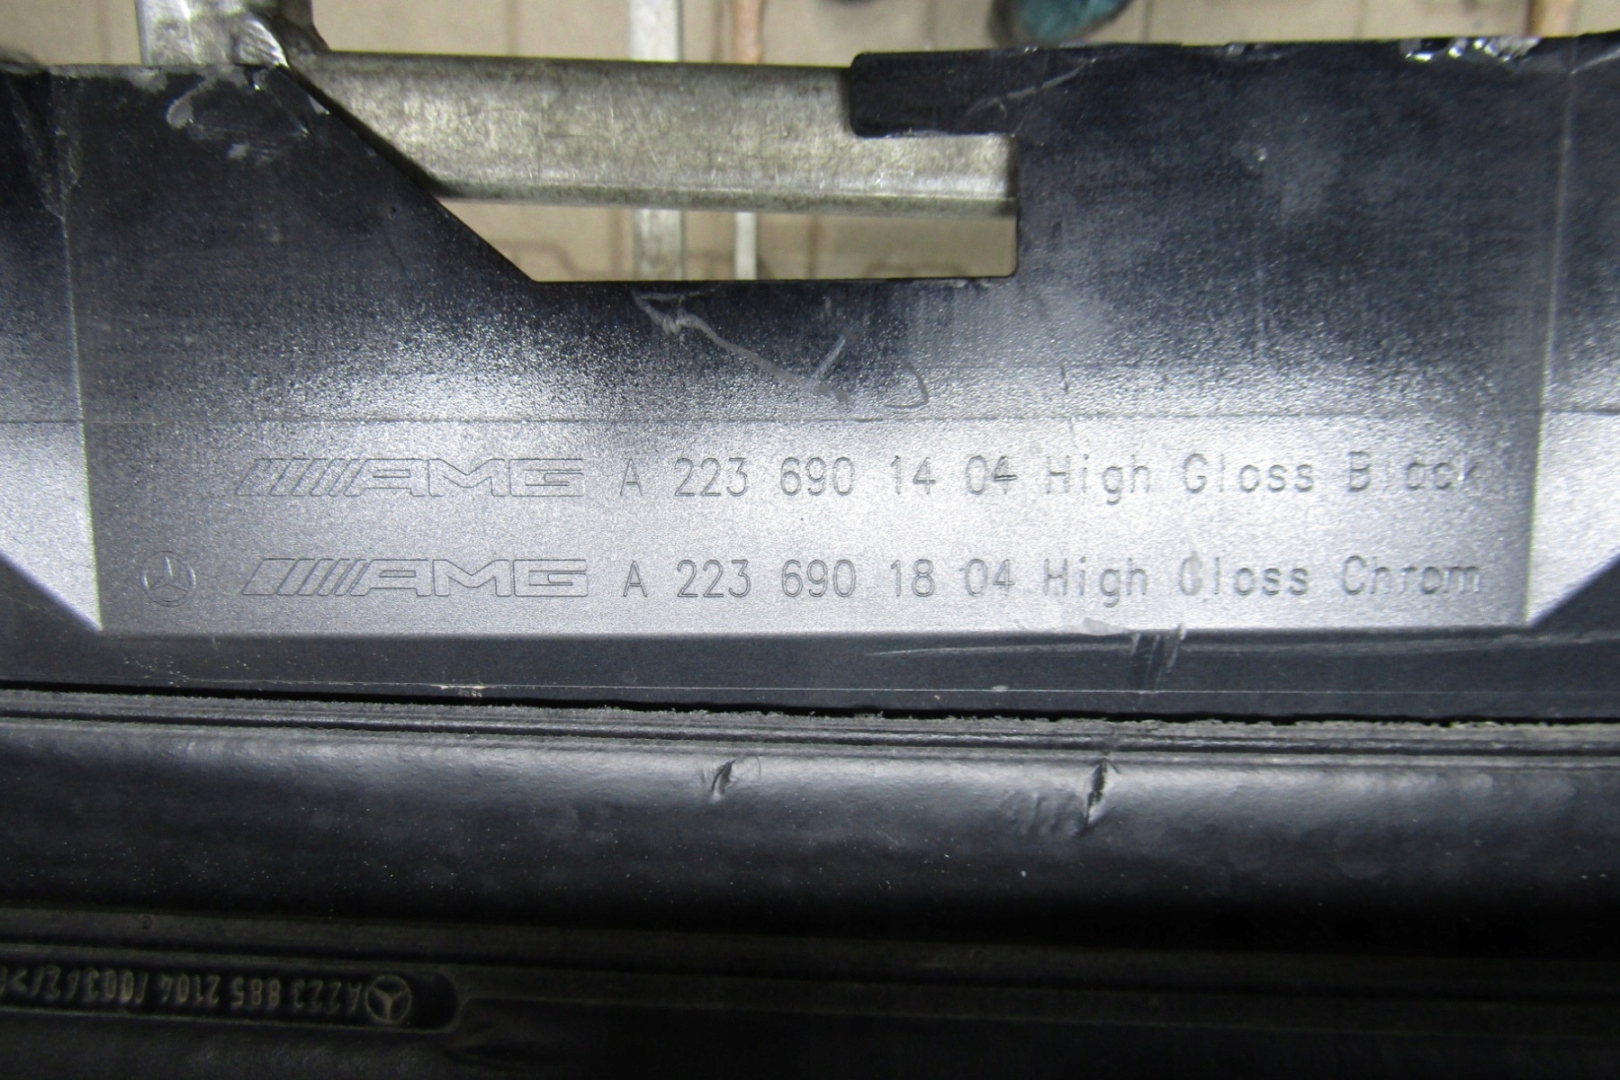 AMG A 223 690 14 04 High Gloss Black
AMG A 223 690 18 04 High Gloss Chrom
A223 885 2104